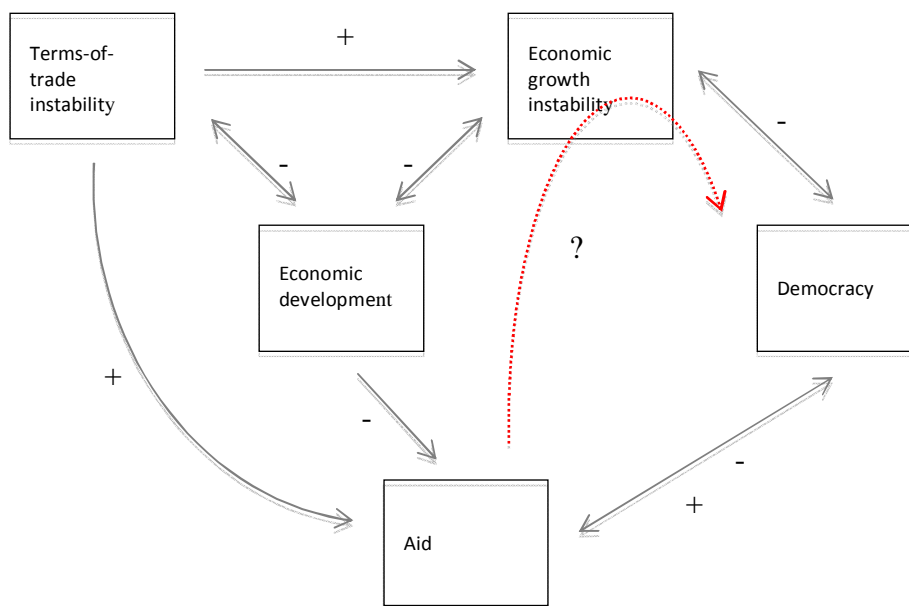 +
Terms-of-
trade
instability
Economic
growth
instability
-
-
-
?
Economic
development
Democracy
+
-
-
+
Aid